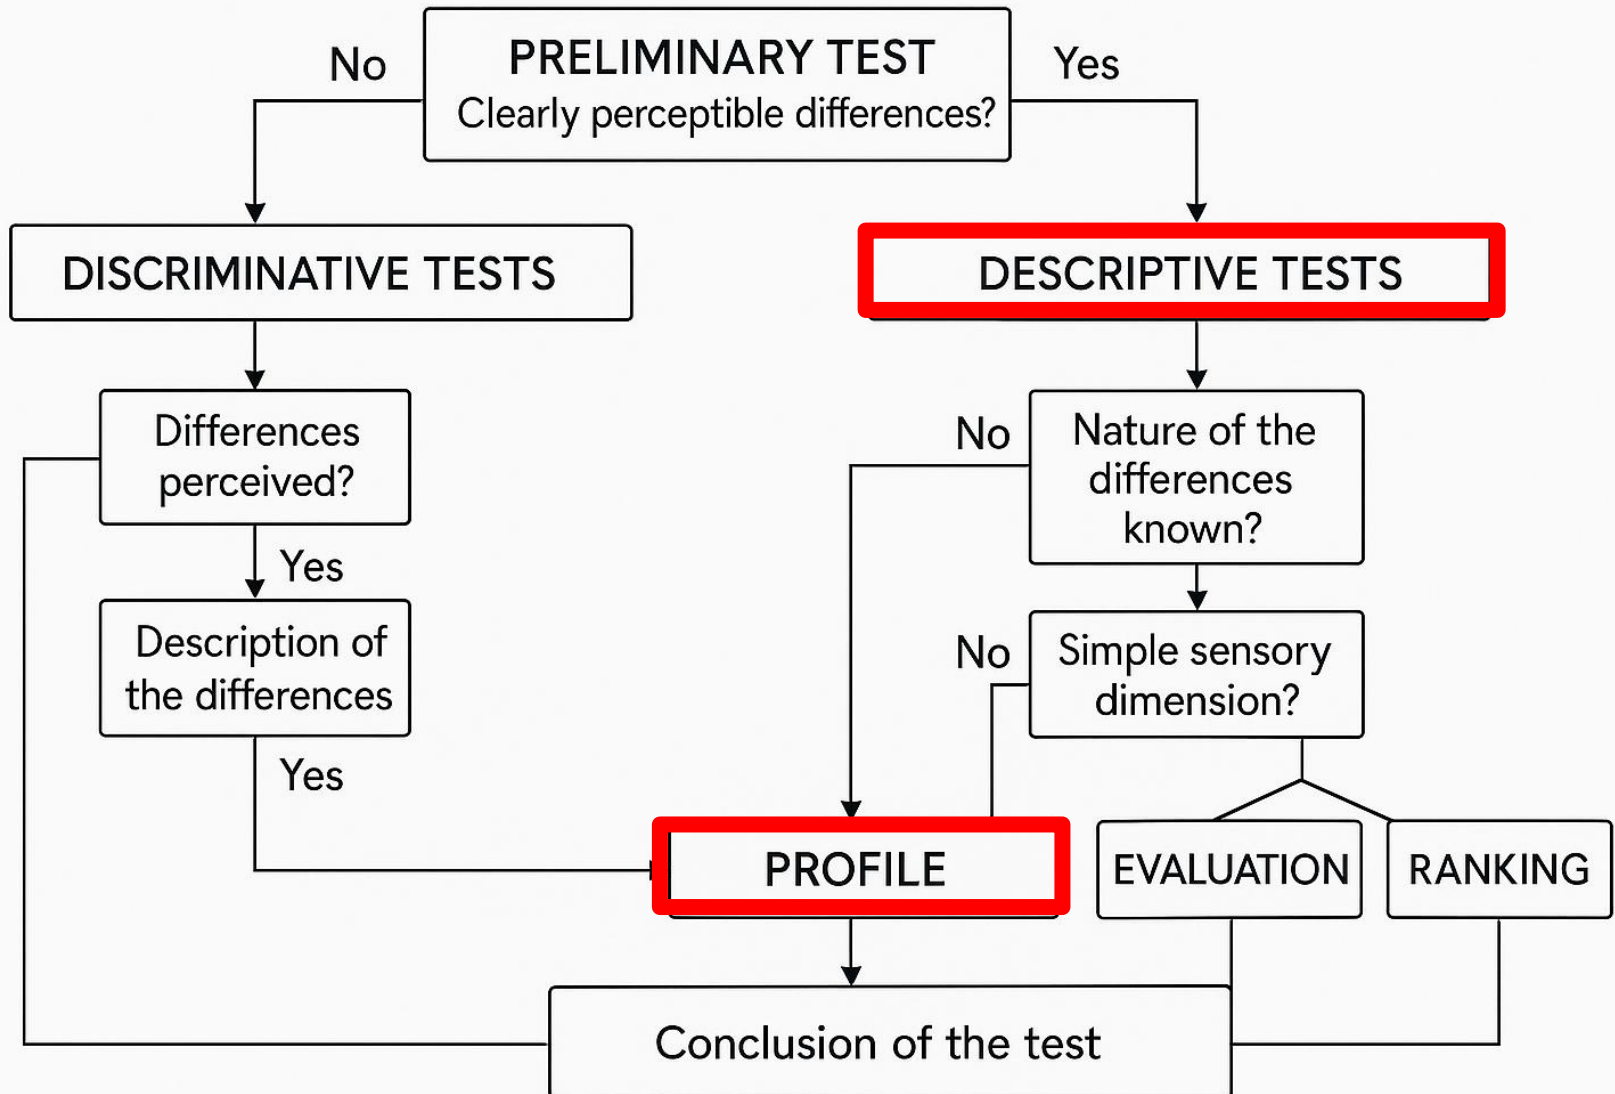 No
PRELIMINARY TEST
Yes
Clearly perceptible differences?
DISCRIMINATIVE TESTS
DESCRIPTIVE TESTS
Differences
perceived?
No
Nature of the
differences
known?
Yes
Description of
the differences
No
Simple sensory
dimension?
Yes
PROFILE
EVALUATION
RANKING
Conclusion of the test